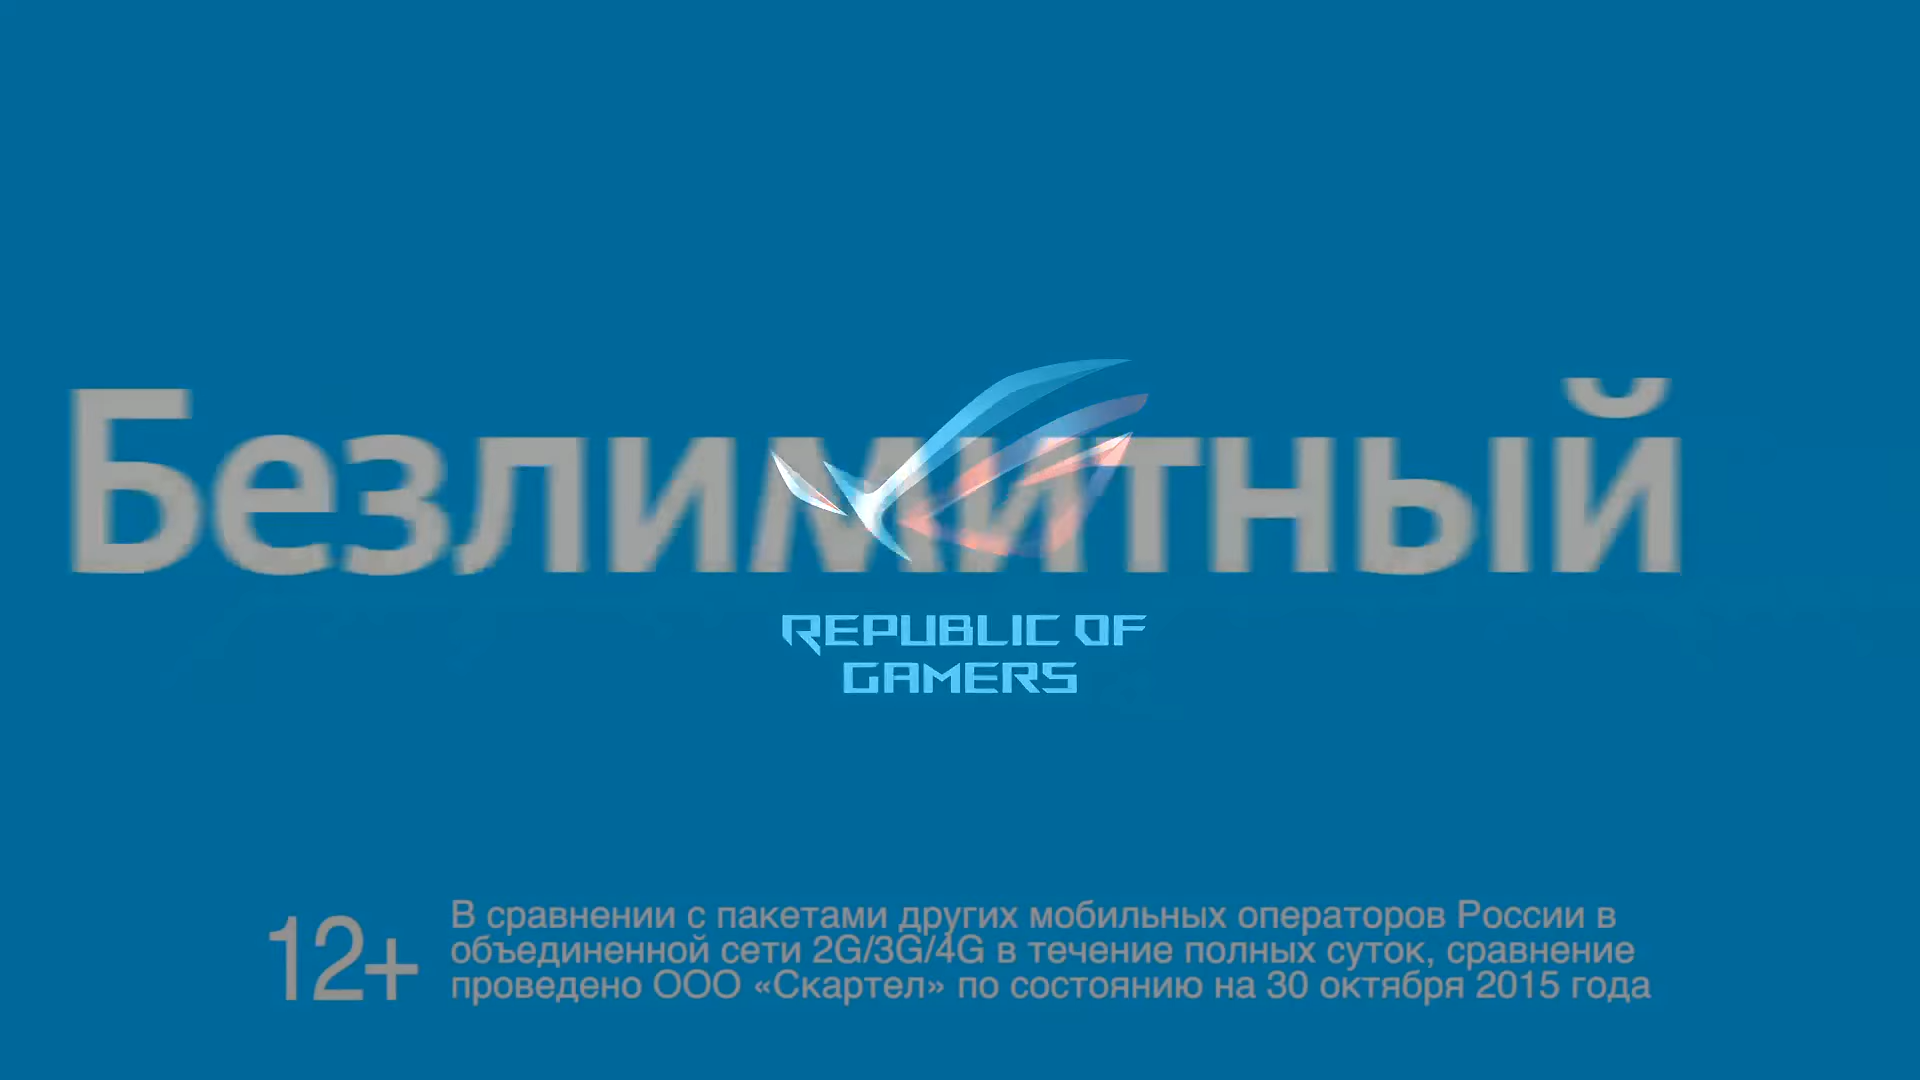 Безлимитный
REPUBLIC OF
GAMERS
12+
В сравнении с пакетами других мобильных операторов России в
объединенной сети 2G/3G/4G в течение полных суток, сравнение
проведено ООО «Скартел» по состоянию на 30 октября 2015 года